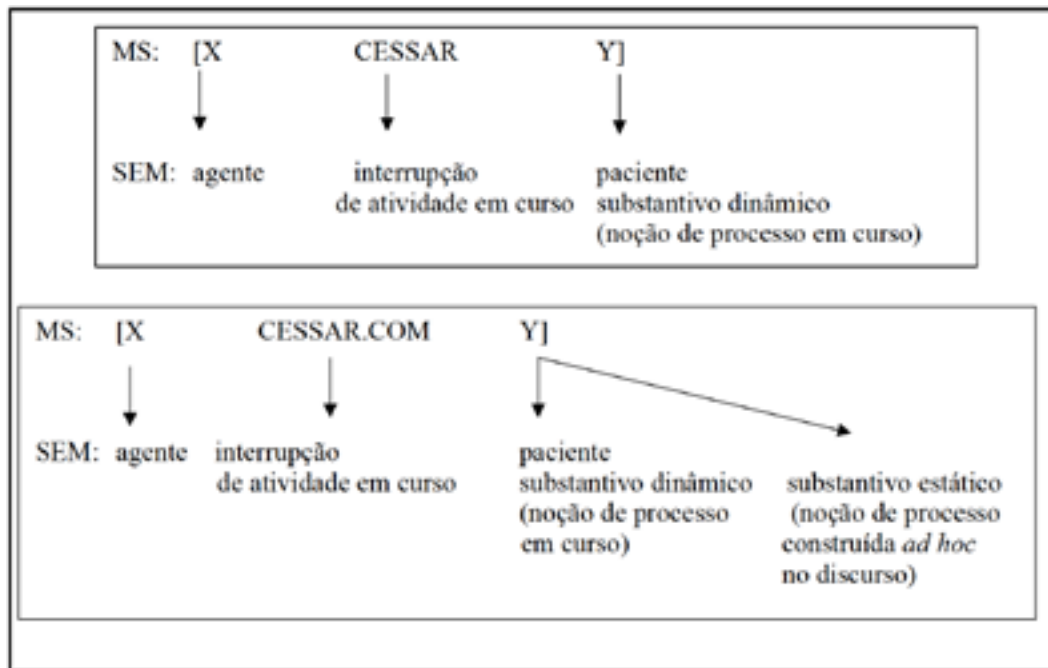 MS: [X CESSAR Y]
SEM: agente interrupção paciente
de atividade em curso substantivo dinâmico
(noção de processo em curso)
MS: [X CESSAR.COM Y]
SEM: agente interrupção paciente
de atividade em curso substantivo dinâmico substantivo estático
(noção de processo (noção de processo
em curso) construída ad hoc
no discurso)